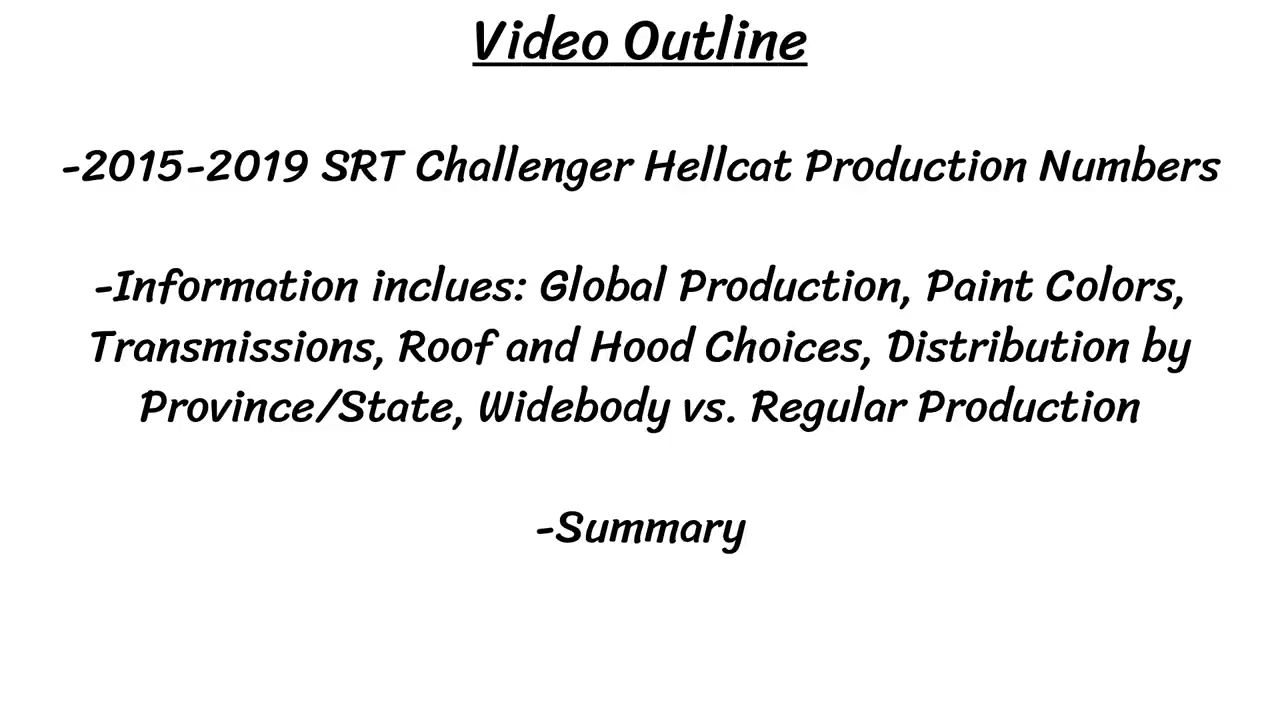 Video Outline
-2015-2019 SRT Challenger Hellcat Production Numbers
-Information inclues: Global Production, Paint Colors,
Transmissions, Roof and Hood Choices, Distribution by
Province/State, Widebody vs. Regular Production
-Summary